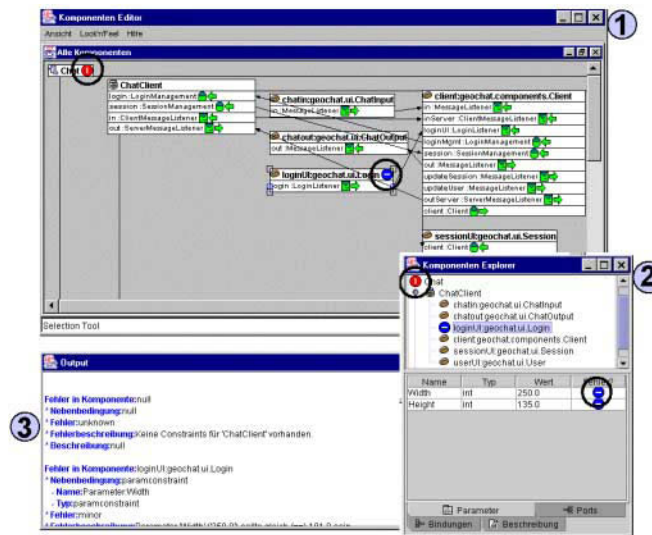 Komponenten Editor
1
Ansicht Look'n'Feel Hilfe
Alle Komponenten
Chat
ChatClient
login :LoginManagement
session :SessionManagement
in :ClientMessageListener
out :ServerMessageListener
chatin:geochat.ui.ChatInput
in :MessageListener
chatout:geochat.ui.ChatOutput
out :MessageListener
loginUI:geochat.ui.Login
login :LoginListener
client:geochat.components.Client
in :MessageListener
inServer :ClientMessageListener
loginUI :LoginListener
loginMgmt :LoginManagement
session :SessionManagement
out :MessageListener
updateSession :MessageListener
updateUser :MessageListener
outServer :ServerMessageListener
client :Client
sessionUI:geochat.ui.Session
client :Client
Selection Tool
Komponenten Explorer
2
Chat
ChatClient
chatin:geochat.ui.ChatInput
chatout:geochat.ui.ChatOutput
loginUI:geochat.ui.Login
client:geochat.components.Client
sessionUI:geochat.ui.Session
userUI:geochat.ui.User
Name Typ Wert
Width int 250.0
Height int 135.0
Parameter Ports
Bindungen Beschreibung
3
Output
Fehler in Komponente:null
* Nebenbedingung:null
* Fehler:unknown
* Fehlerbeschreibung:Keine Constraints für 'ChatClient' vorhanden.
* Beschreibung:null
Fehler in Komponente:loginUI:geochat.ui.Login
* Nebenbedingung:paramconstraint
- Name:Parameter:Width
- Typ:paramconstraint
* Fehler:minor